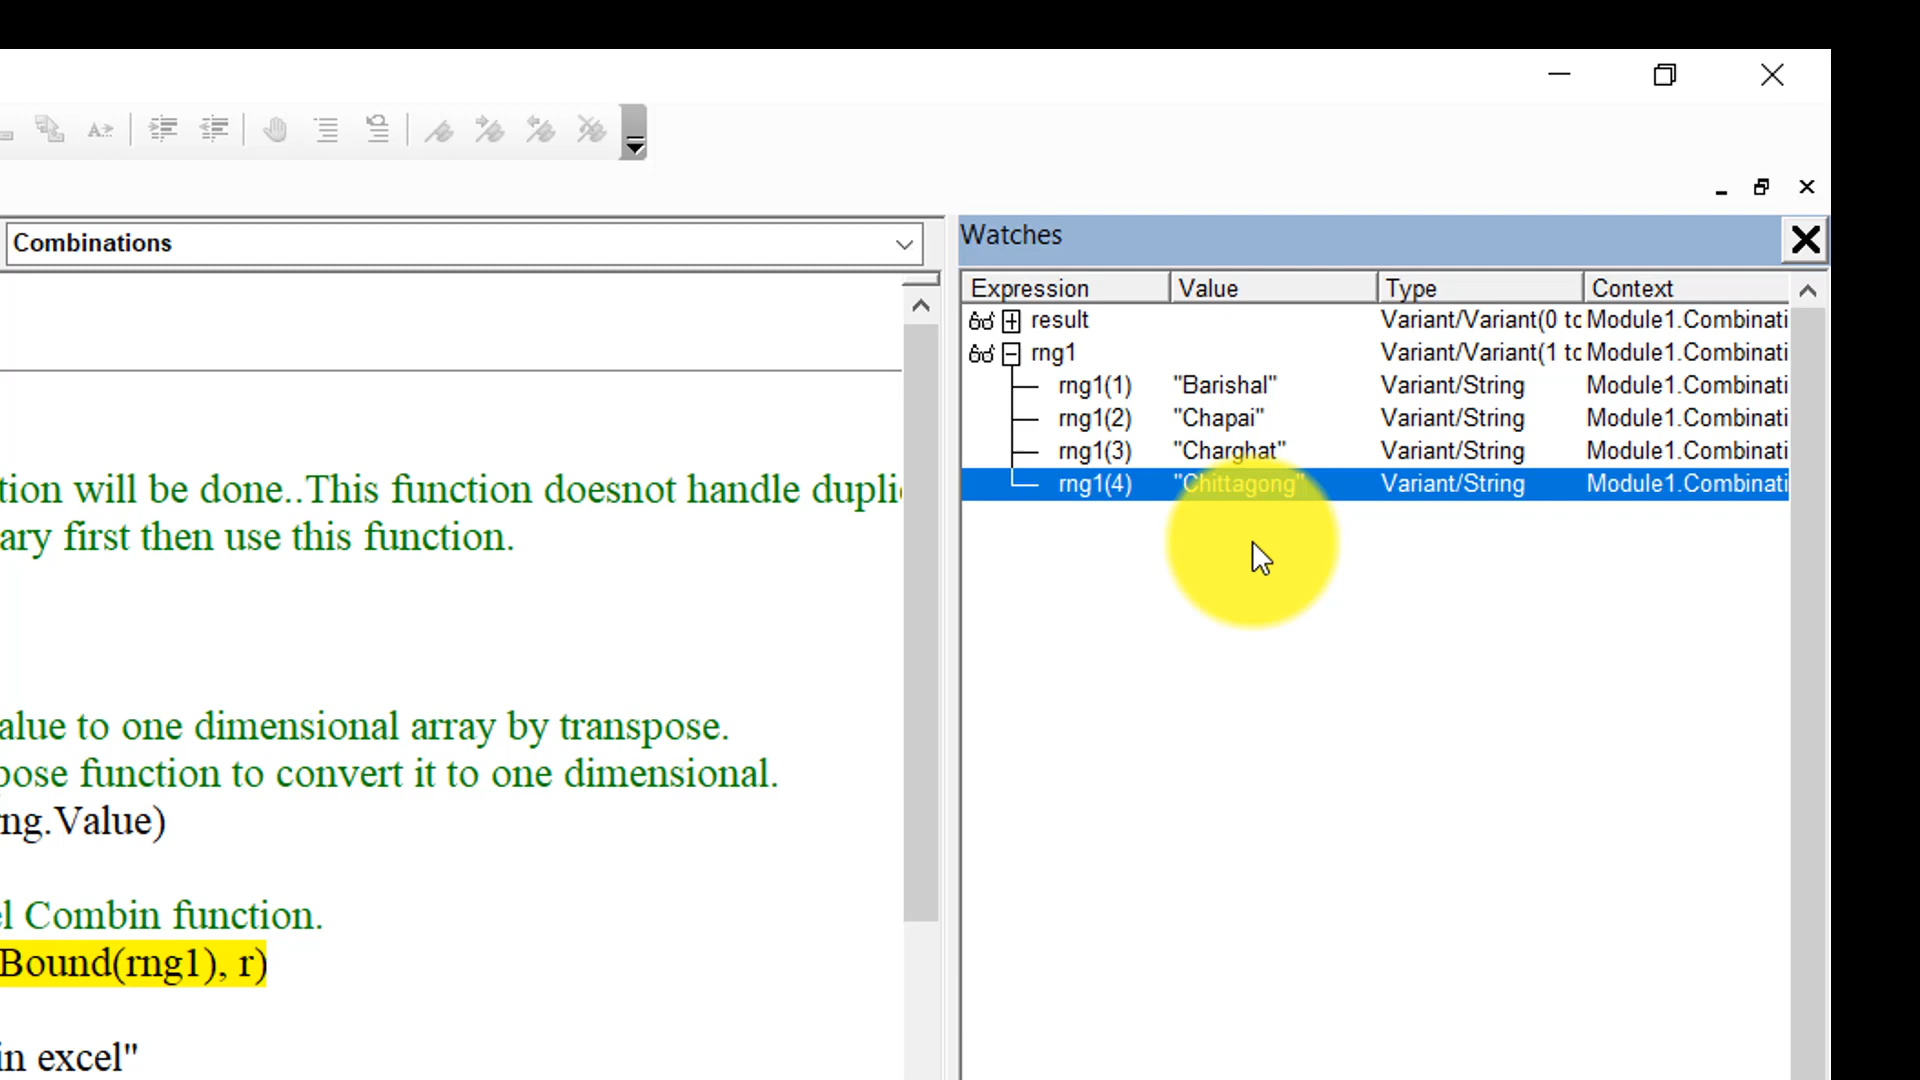 Combinations
Watches
Expression Value Type Context
result Variant/Variant(0 to Module1.Combinati
rng1 Variant/Variant(1 to Module1.Combinati
rng1(1) "Barishal" Variant/String Module1.Combinati
rng1(2) "Chapai" Variant/String Module1.Combinati
rng1(3) "Charghat" Variant/String Module1.Combinati
rng1(4) "Chittagong" Variant/String Module1.Combinati
tion will be done..This function doesnot handle dupli
ary first then use this function.
alue to one dimensional array by transpose.
pose function to convert it to one dimensional.
ng.Value)
el Combin function.
Bound(rng1), r)
in excel"